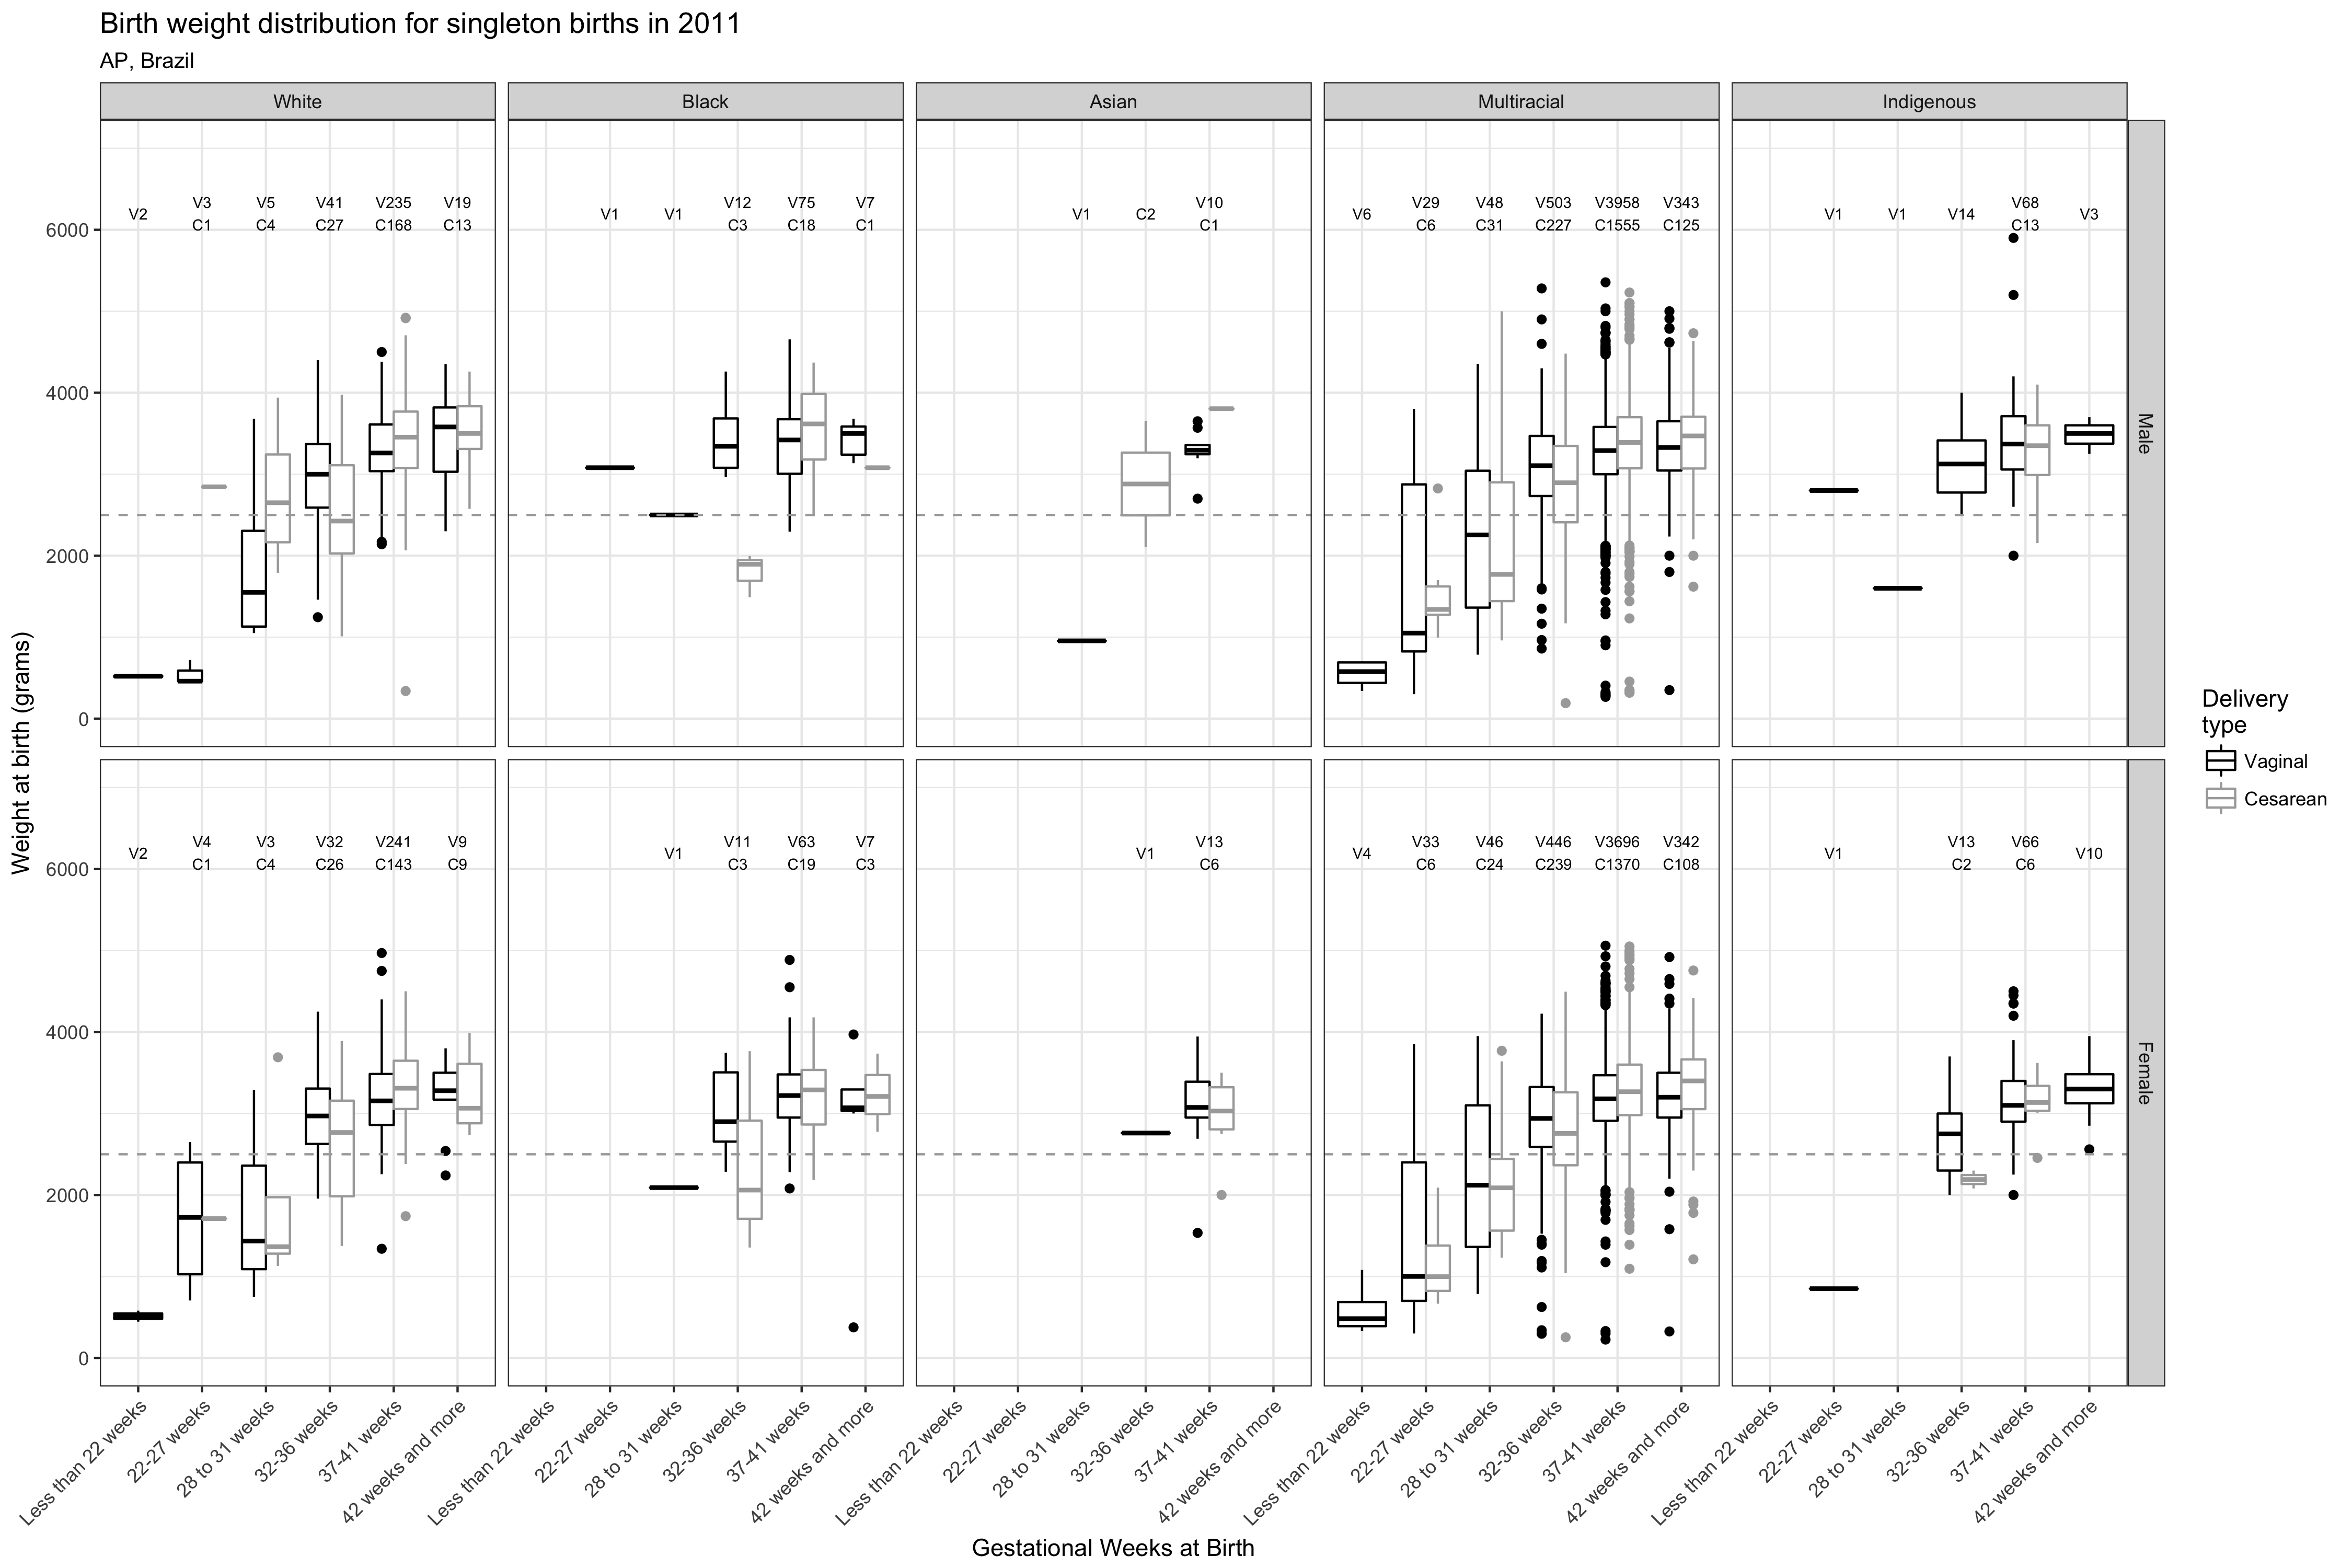 Birth weight distribution for singleton births in 2011
AP, Brazil
White Black Asian Multiracial Indigenous
V2 V3 V5 V41 V235 V19
C1 C4 C27 C168 C13
V1 V1 V12 V75 V7
C3 C18 C1
V1 C2 V10
C1
V6 V29 V48 V503 V3958 V343
C6 C31 C227 C1555 C125
V1 V1 V14 V68 V3
C13
6000
4000
2000
0
Male
V2 V4 V3 V32 V241 V9
C1 C4 C26 C143 C9
V1 V11 V63 V7
C3 C19 C3
V1 V13
C6
V4 V33 V46 V446 V3696 V342
C6 C24 C239 C1370 C108
V1 V13 V66 V10
C2 C6
6000
4000
2000
0
Female
Weight at birth (grams)
Less than 22 weeks 22-27 weeks 28 to 31 weeks 32-36 weeks 37-41 weeks 42 weeks and more
Less than 22 weeks 22-27 weeks 28 to 31 weeks 32-36 weeks 37-41 weeks 42 weeks and more
Less than 22 weeks 22-27 weeks 28 to 31 weeks 32-36 weeks 37-41 weeks 42 weeks and more
Less than 22 weeks 22-27 weeks 28 to 31 weeks 32-36 weeks 37-41 weeks 42 weeks and more
Less than 22 weeks 22-27 weeks 28 to 31 weeks 32-36 weeks 37-41 weeks 42 weeks and more
Gestational Weeks at Birth
Delivery
type
Vaginal
Cesarean